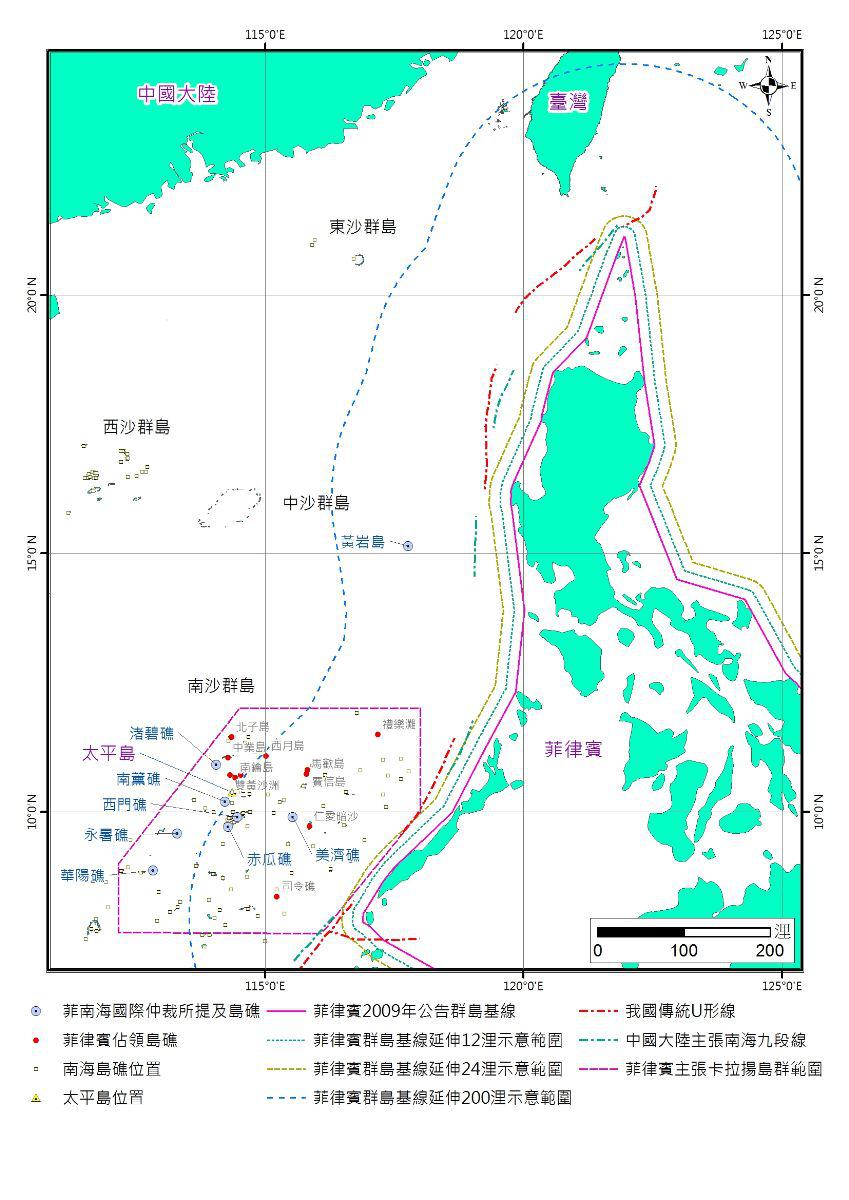 115°0'E 120°0'E 125°0'E
中國大陸
臺灣
N
W E
S
東沙群島
20°0'N 20°0'N
西沙群島
中沙群島
黃岩島
15°0'N 15°0'N
南沙群島
北子島
禮樂灘
渚碧礁
中業島 西月島
太平島
菲律賓
南鑰島 馬歡島
南薰礁
雙黃沙洲 費信島
西門礁
10°0'N 10°0'N
仁愛暗沙
永暑礁
赤瓜礁 美濟礁
華陽礁
司令礁
浬
0 100 200
115°0'E 120°0'E 125°0'E
菲南海國際仲裁所提及島礁 菲律賓2009年公告群島基線 我國傳統U形線
菲律賓佔領島礁 菲律賓群島基線延伸12浬示意範圍 中國大陸主張南海九段線
南海島礁位置 菲律賓群島基線延伸24浬示意範圍 菲律賓主張卡拉揚島群範圍
太平島位置 菲律賓群島基線延伸200浬示意範圍